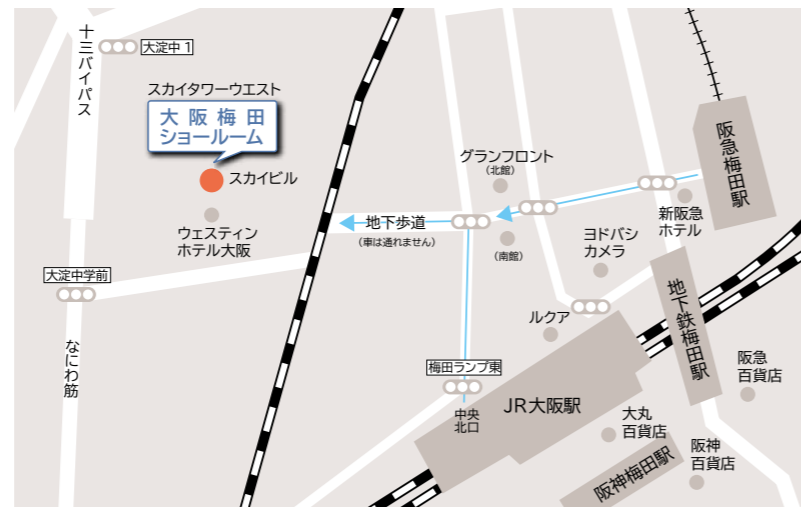 十三バイパス
大淀中1
スカイタワーウエスト
大阪梅田
ショールーム
スカイビル
ウェスティン
ホテル大阪
大淀中学前
なにわ筋
地下歩道
（車は通れません）
グランフロント
（北館）
（南館）
ヨドバシ
カメラ
新阪急
ホテル
阪急梅田駅
地下鉄梅田駅
ルクア
梅田ランプ東
中央
北口
JR大阪駅
大丸
百貨店
阪神梅田駅
阪急
百貨店
阪神
百貨店